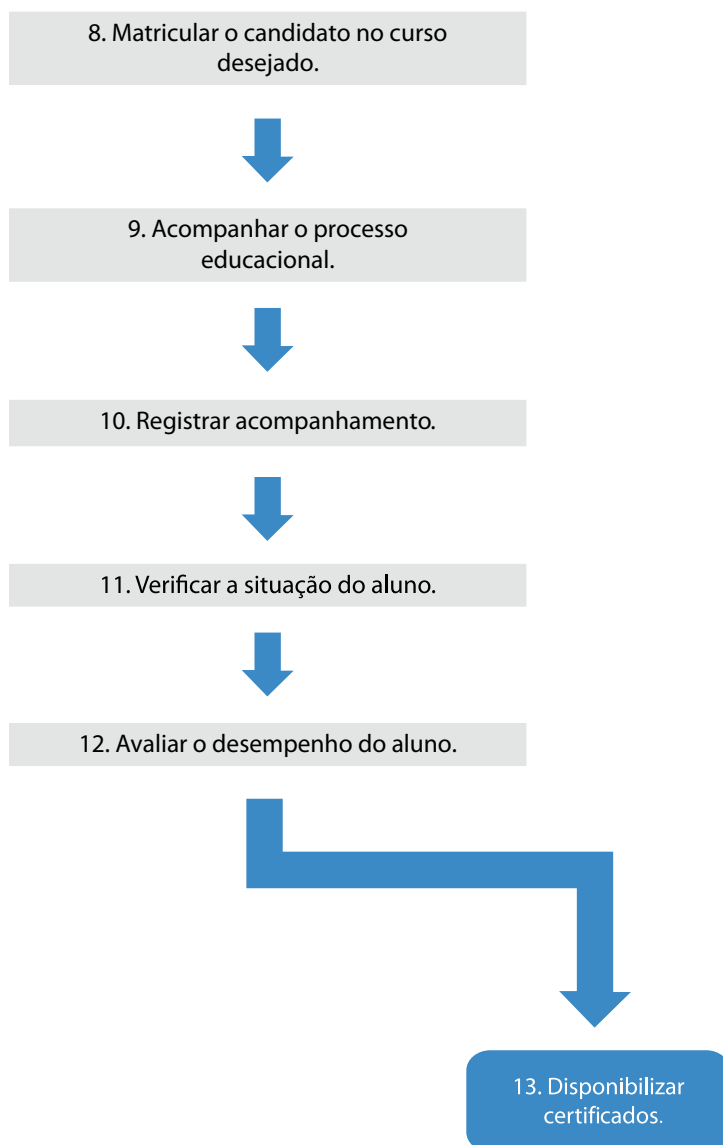 8. Matricular o candidato no curso
desejado.
9. Acompanhar o processo
educacional.
10. Registrar acompanhamento.
11. Verificar a situação do aluno.
12. Avaliar o desempenho do aluno.
13. Disponibilizar
certificados.